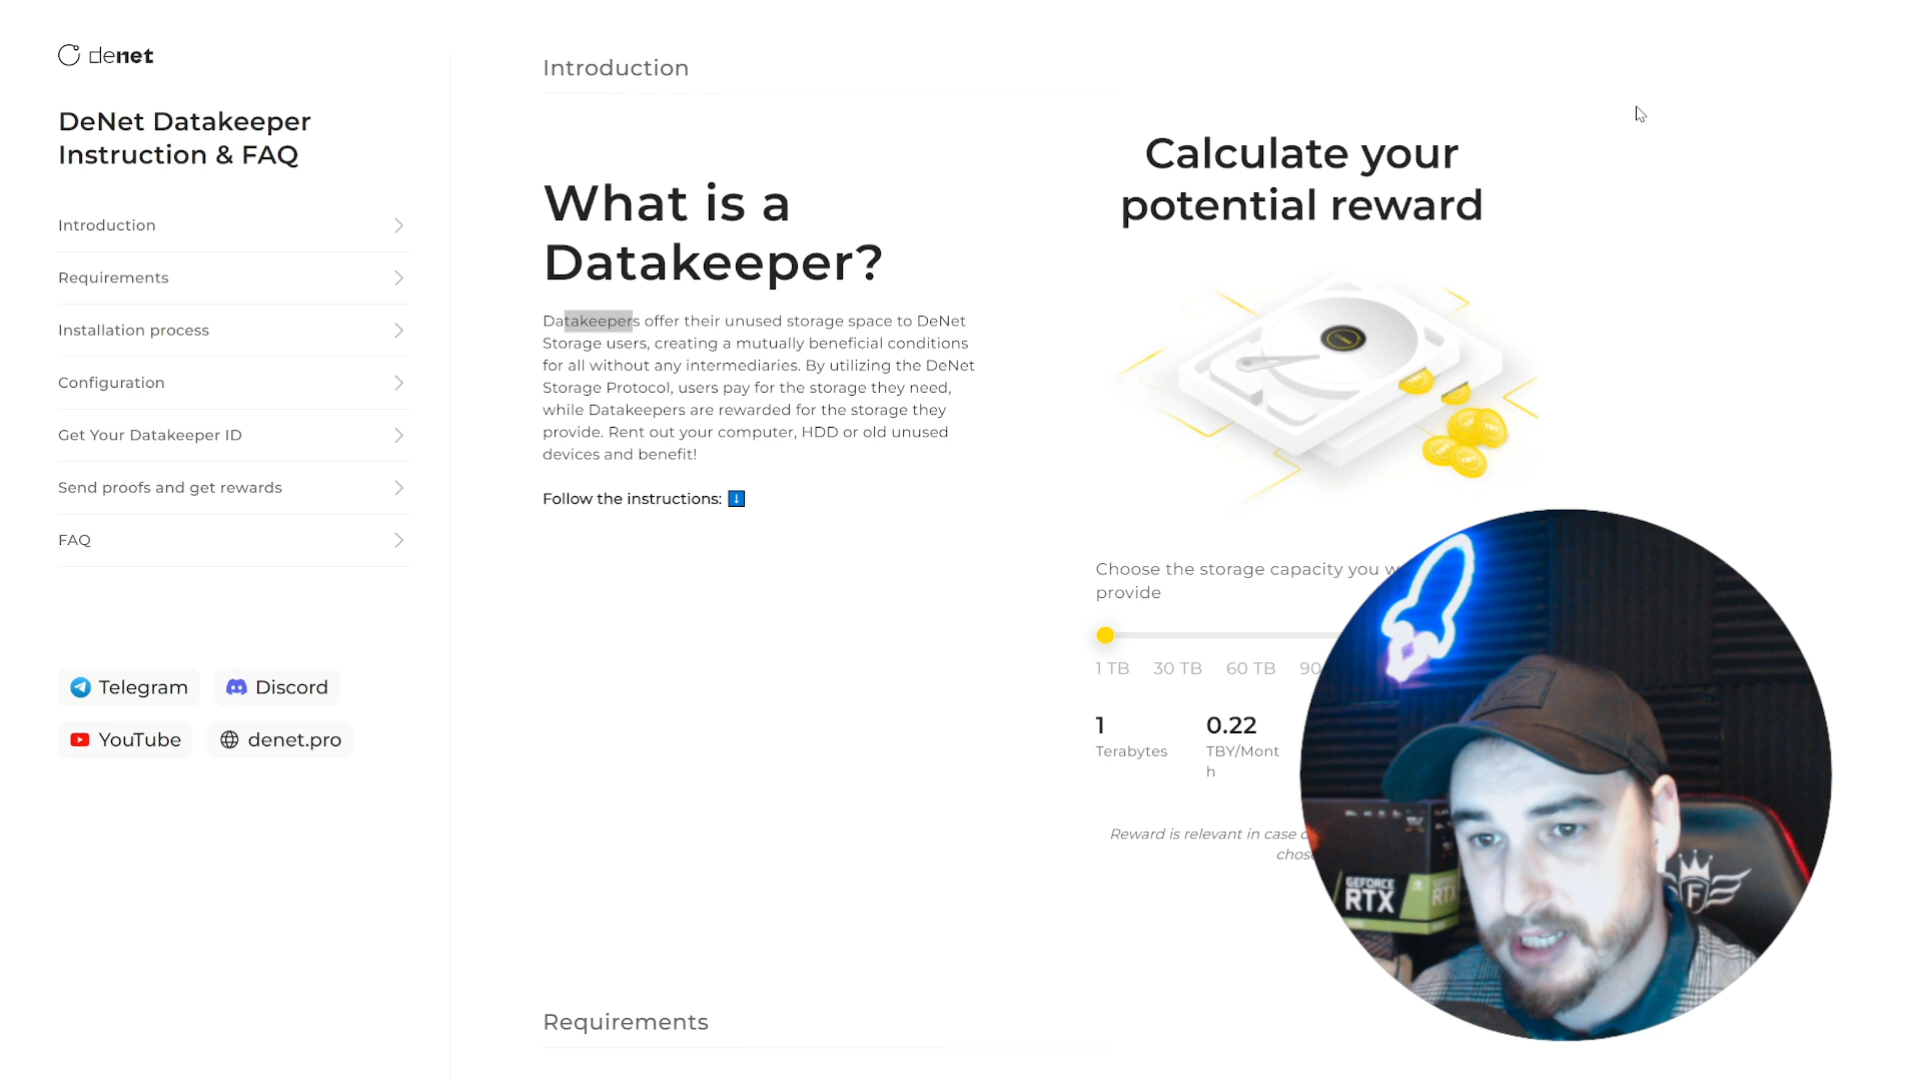 denet
DeNet Datakeeper
Instruction & FAQ
Introduction
Requirements
Installation process
Configuration
Get Your Datakeeper ID
Send proofs and get rewards
FAQ
Telegram
Discord
YouTube
denet.pro
Introduction
What is a
Datakeeper?
Datakeepers offer their unused storage space to DeNet
Storage users, creating a mutually beneficial conditions
for all without any intermediaries. By utilizing the DeNet
Storage Protocol, users pay for the storage they need,
while Datakeepers are rewarded for the storage they
provide. Rent out your computer, HDD or old unused
devices and benefit!
Follow the instructions:
Calculate your
potential reward
Choose the storage capacity you
provide
1 TB
30 TB
60 TB
90
1
Terabytes
0.22
TBY/Mont
h
Reward is relevant in case
GEFORCE
RTX
RTX
F
Requirements